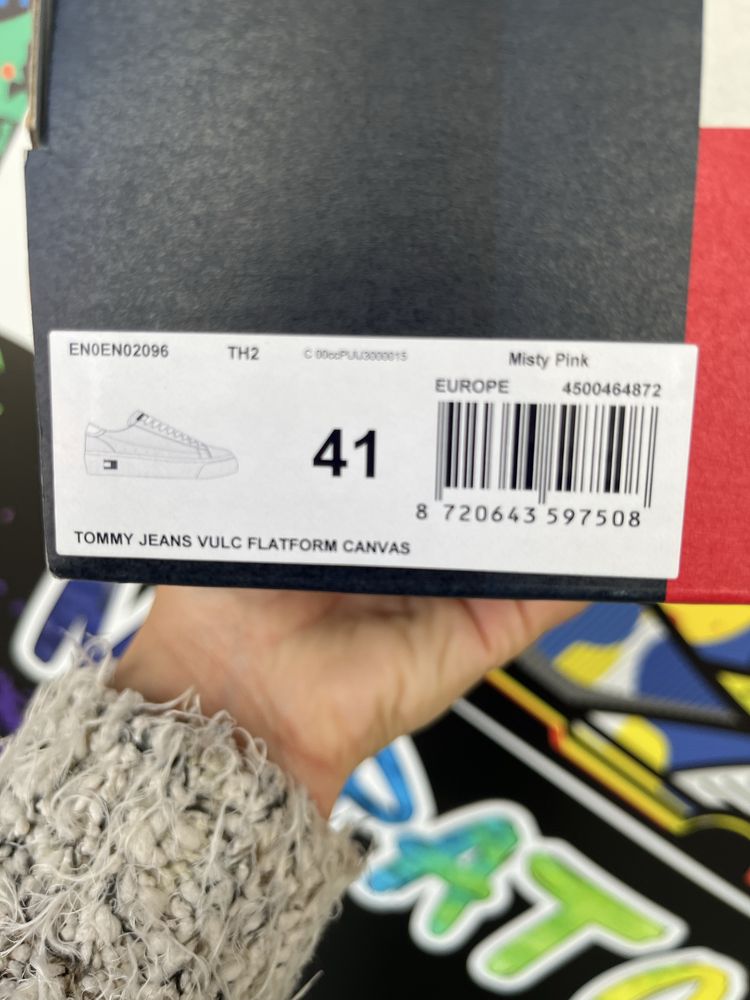 EN0EN02096 TH2
Misty Pink
EUROPE 4500464872
41
8 720643 597508
TOMMY JEANS VULC FLATFORM CANVAS